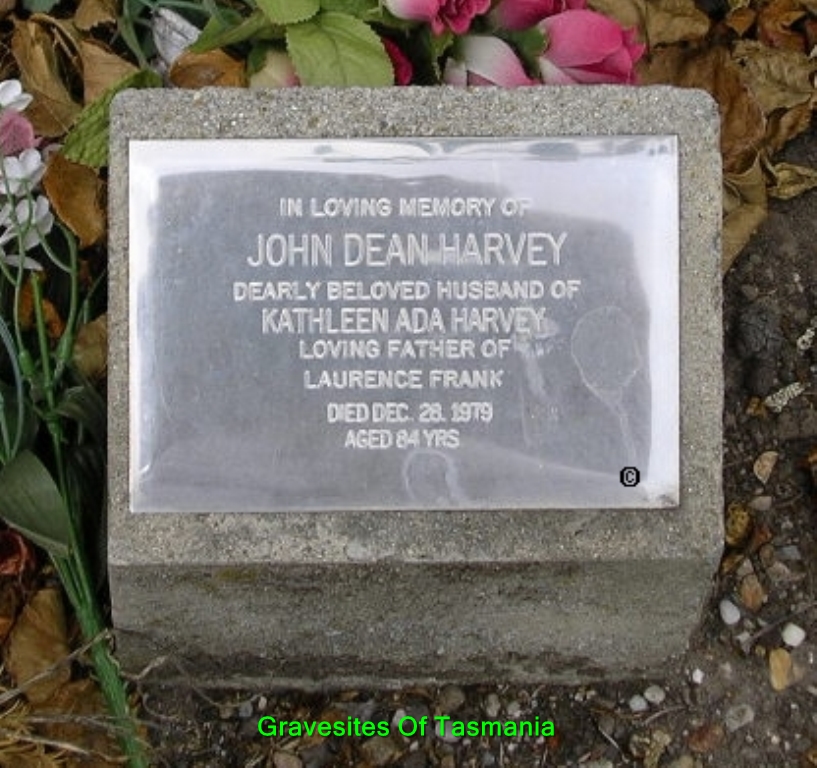 IN LOVING MEMORY OF
JOHN DEAN HARVEY
DEARLY BELOVED HUSBAND OF
KATHLEEN ADA HARVEY
LOVING FATHER OF
LAURENCE FRANK
DIED DEC. 28. 1979
AGED 84 YRS
©
Gravesites Of Tasmania